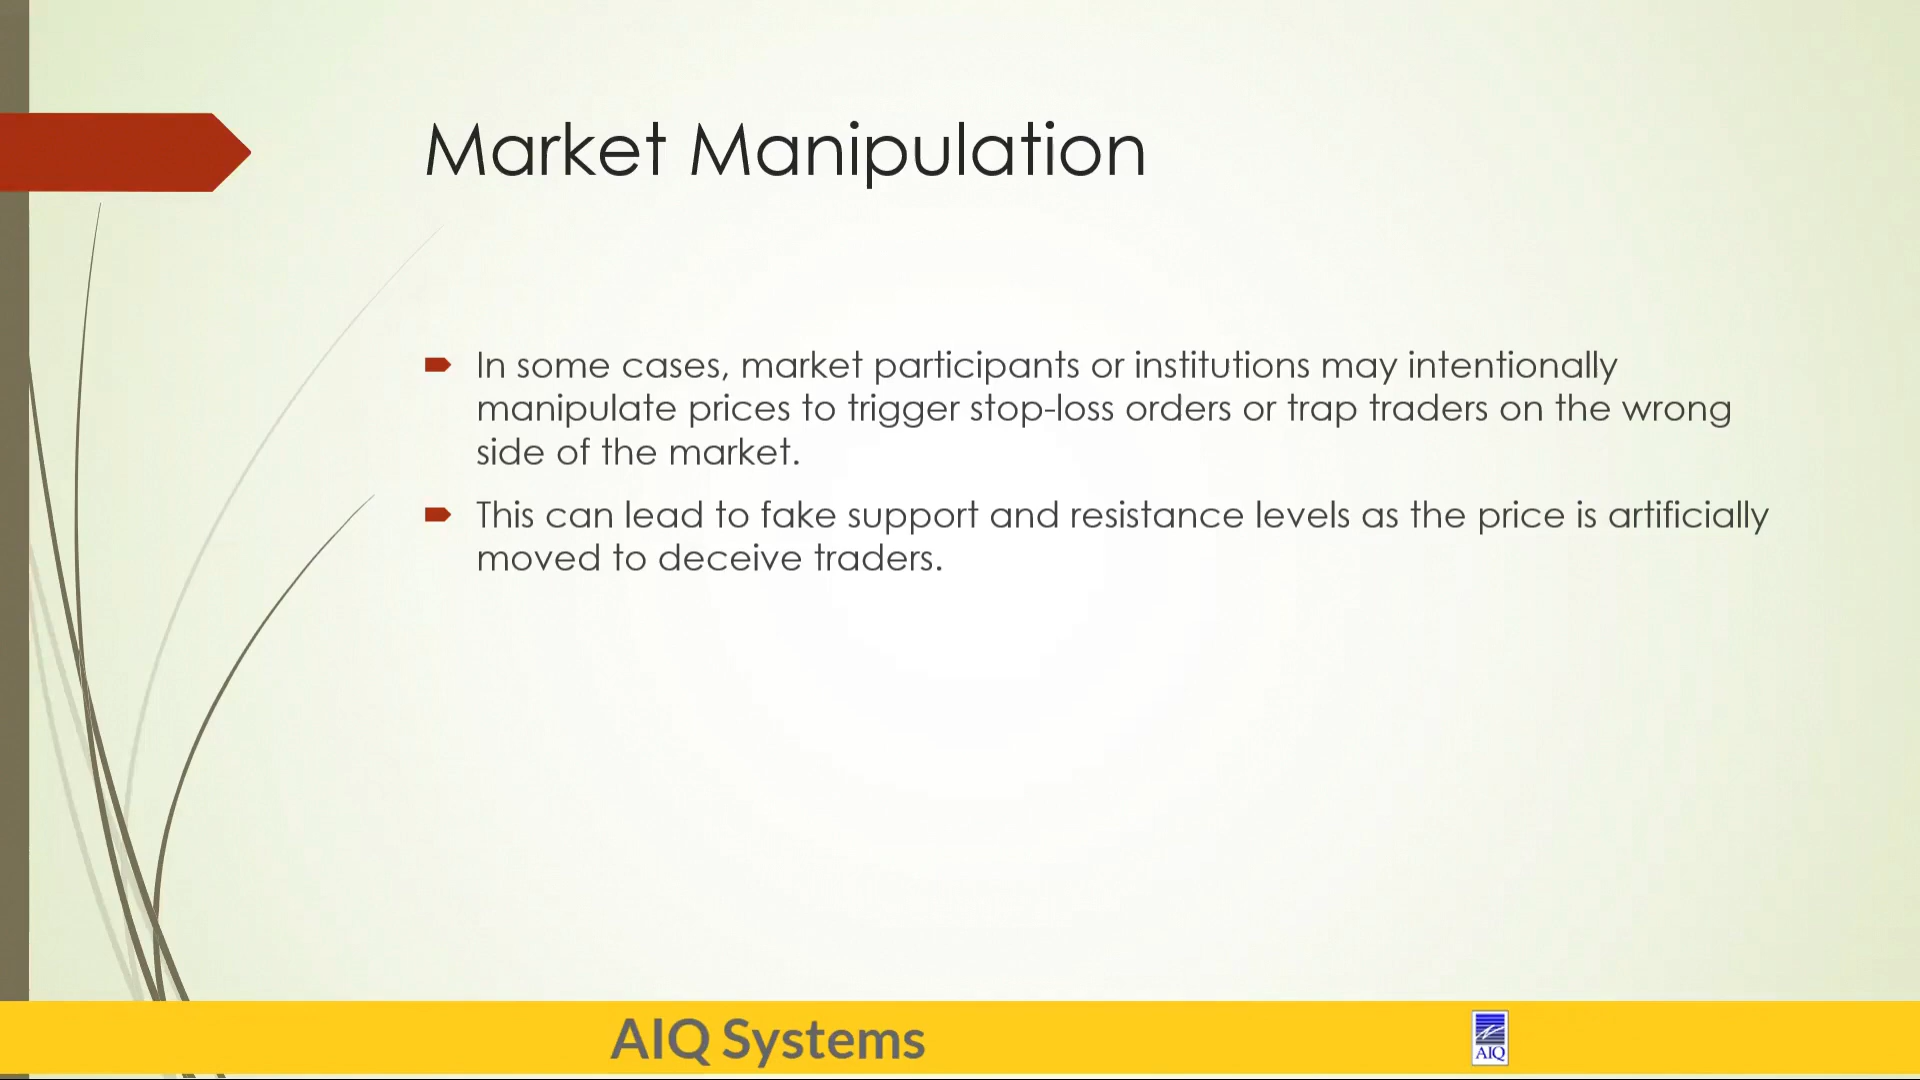 Market Manipulation
In some cases, market participants or institutions may intentionally
manipulate prices to trigger stop-loss orders or trap traders on the wrong
side of the market.
This can lead to fake support and resistance levels as the price is artificially
moved to deceive traders.
AIQ Systems
AIQ